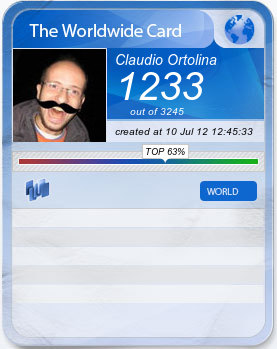 The Worldwide Card
Claudio Ortolina
1233
out of 3245
created at 10 Jul 12 12:45:33
TOP 63%
WORLD